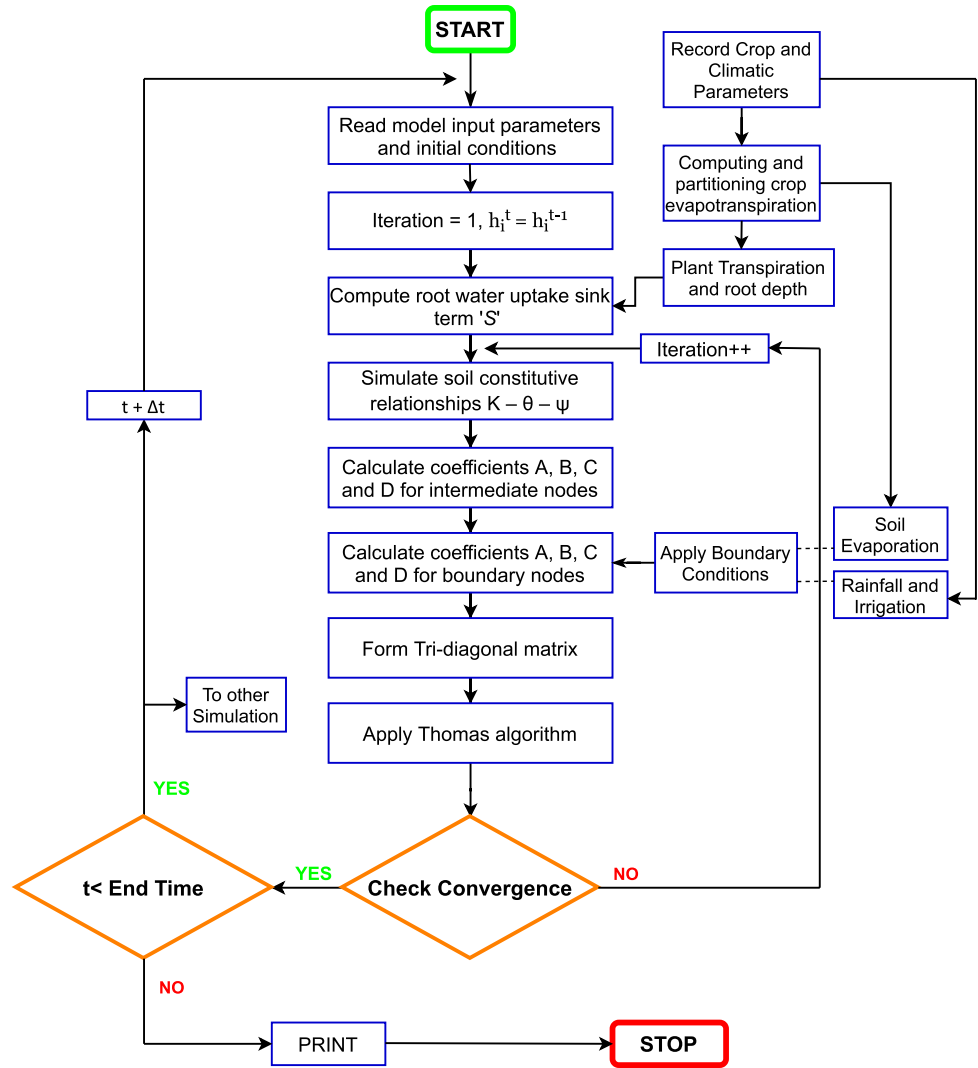 START
Read model input parameters
and initial conditions
Iteration = 1, hᵢᵗ = hᵢᵗ⁻¹
Compute root water uptake sink
term 'S'
Iteration++
Simulate soil constitutive
relationships K – θ – ψ
Calculate coefficients A, B, C
and D for intermediate nodes
Calculate coefficients A, B, C
and D for boundary nodes
Form Tri-diagonal matrix
Apply Thomas algorithm
Check Convergence
YES
NO
t< End Time
YES
NO
To other
Simulation
t + Δt
PRINT
STOP
Record Crop and
Climatic
Parameters
Computing and
partitioning crop
evapotranspiration
Plant Transpiration
and root depth
Apply Boundary
Conditions
Soil
Evaporation
Rainfall and
Irrigation